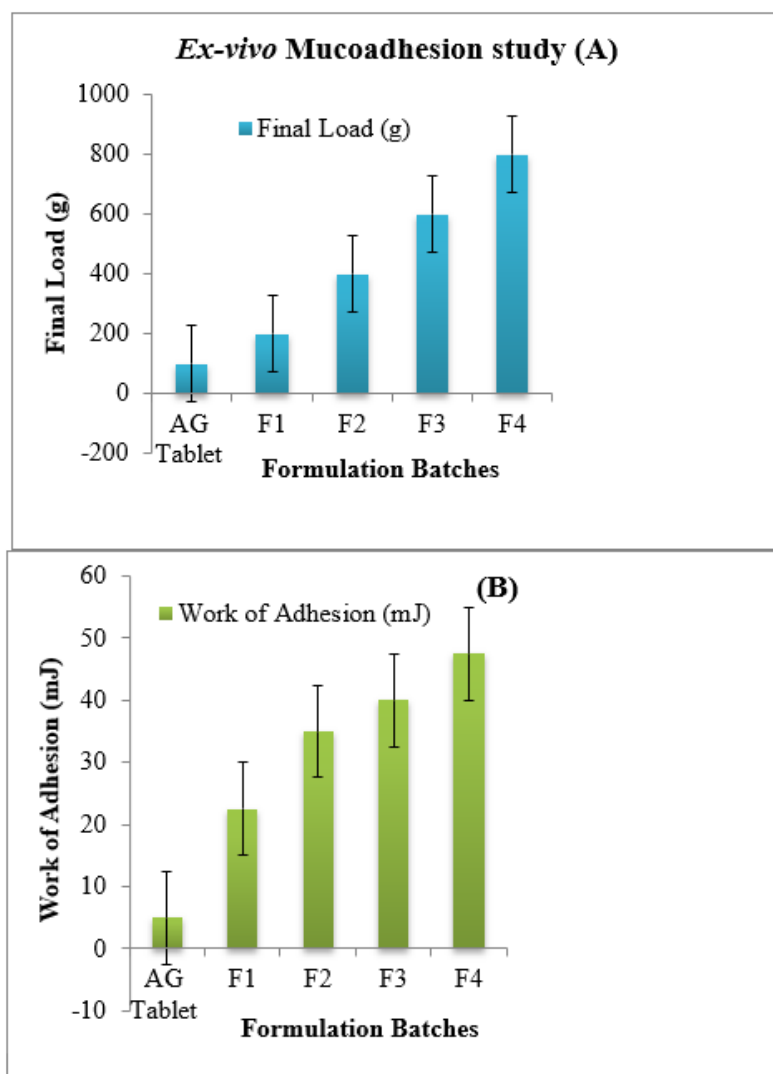 Ex-vivo Mucoadhesion study (A)
Final Load (g)
1000
800
600
400
200
0
-200
Final Load (g)
AG Tablet
F1
F2
F3
F4
Formulation Batches
(B)
Work of Adhesion (mJ)
60
50
40
30
20
10
0
-10
Work of Adhesion (mJ)
AG Tablet
F1
F2
F3
F4
Formulation Batches